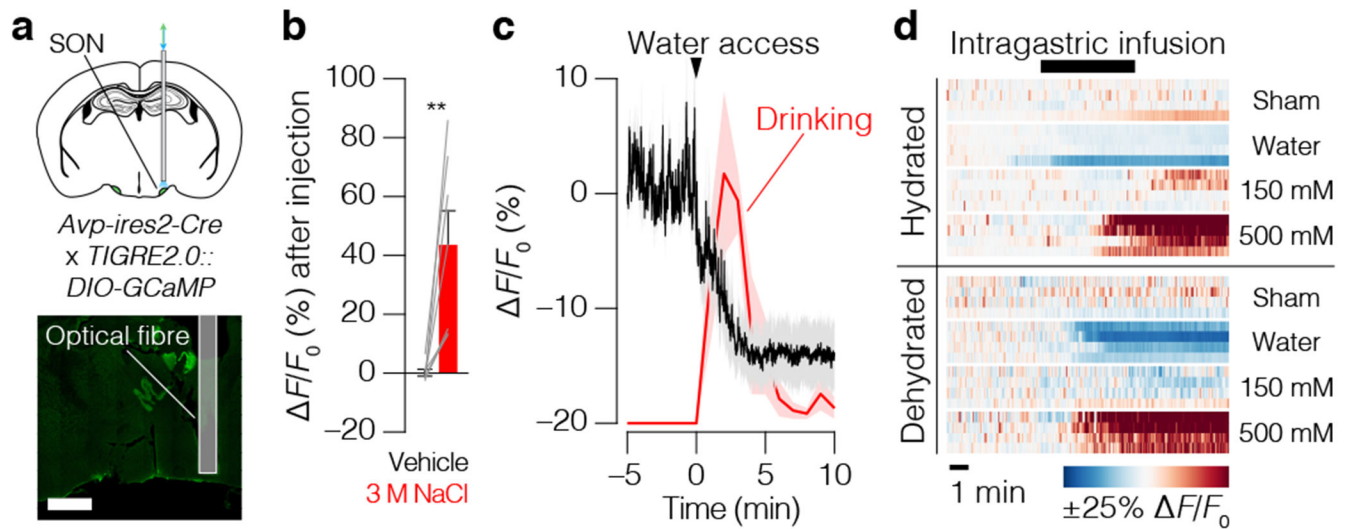 a
SON
Avp-ires2-Cre
x TIGRE2.0::
DIO-GCaMP
Optical fibre
b
ΔF/F0 (%) after injection
100
80
60
40
20
0
−20
**
Vehicle
3 M NaCl
c
Water access
ΔF/F0 (%)
10
0
−10
−20
Drinking
−5 0 5 10
Time (min)
d
Intragastric infusion
Hydrated
Sham
Water
150 mM
500 mM
Dehydrated
Sham
Water
150 mM
500 mM
1 min
±25% ΔF/F0